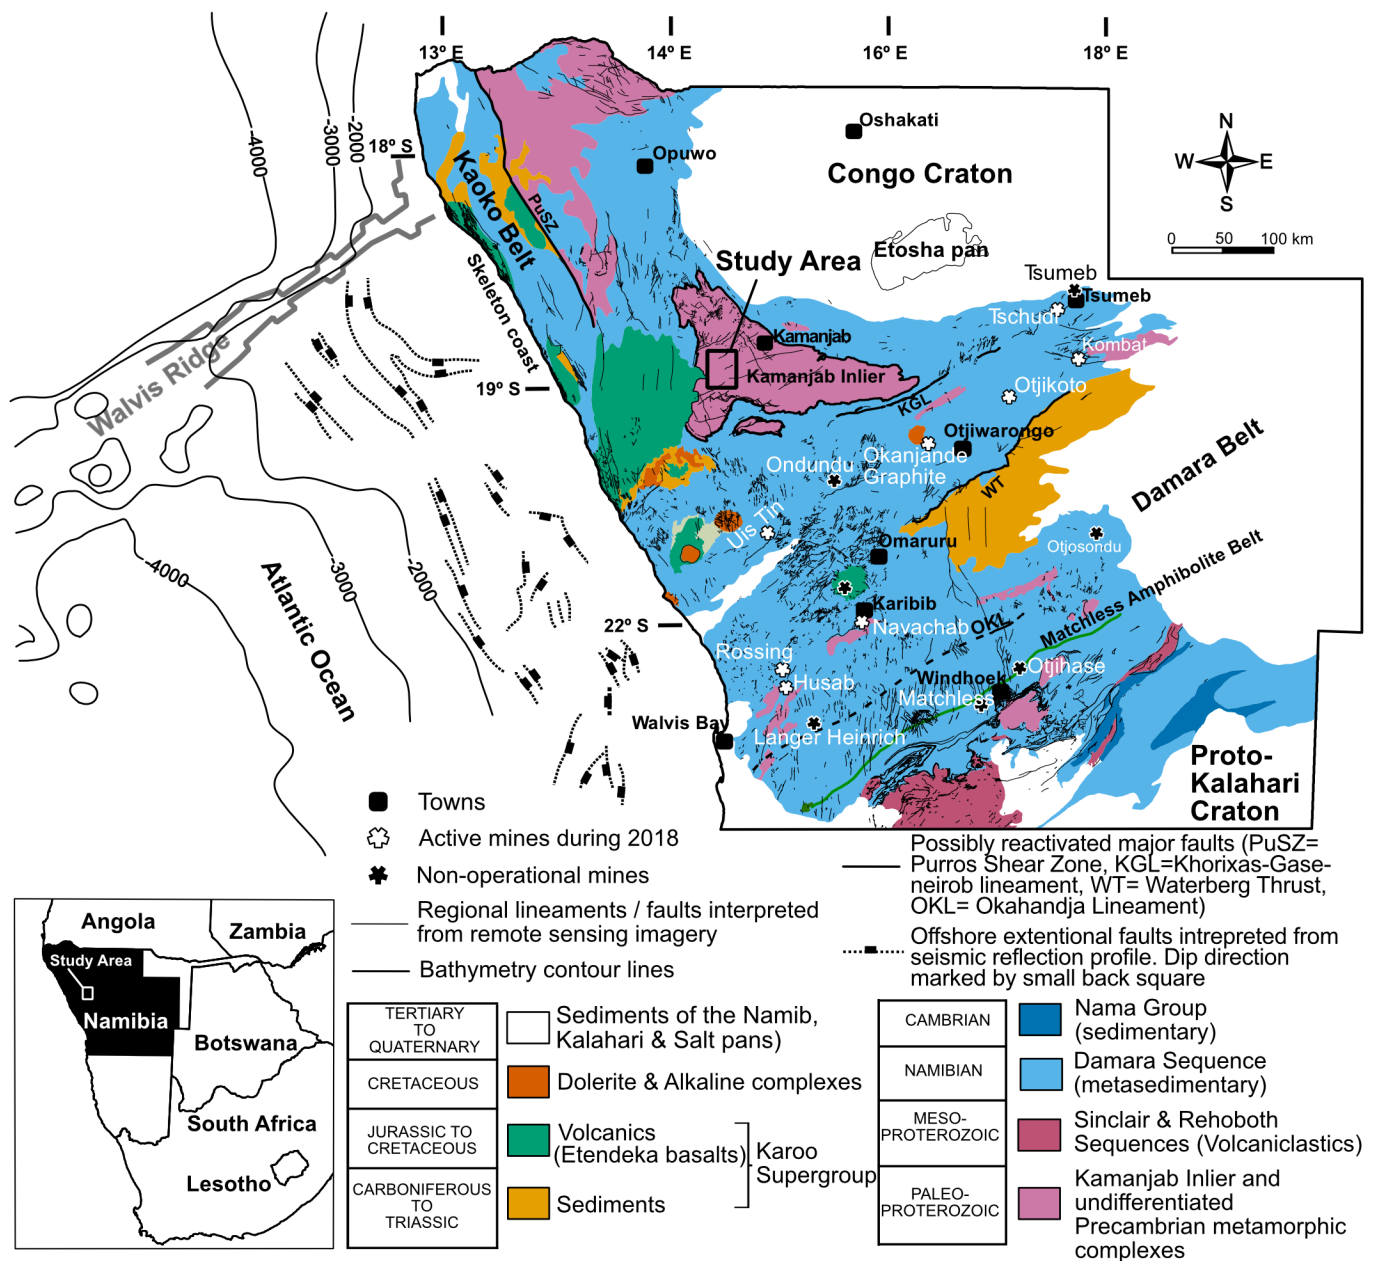 13° E
14° E
16° E
18° E
-4000
-3000
-2000
18° S
Oshakati
Opuwo
Congo Craton
N
W
E
S
0 50 100 km
Kaoko Belt
PuSZ
Etosha pan
Study Area
Skeleton coast
Tsumeb
Tsumeb
Tschudi
Kombat
Kamanjab
Kamanjab Inlier
Walvis Ridge
19° S
KGL
Otjikoto
Otjiwarongo
Okanjande
Graphite
Ondundu
WT
Damara Belt
Uis Tin
Omaruru
Otjosondu
-4000
-3000
-2000
Atlantic Ocean
Karibib
Navachab
OKL
Matchless Amphibolite Belt
22° S
Rossing
Husab
Otjihase
Windhoek
Matchless
Walvis Bay
Langer Heinrich
Proto-
Kalahari
Craton
Towns
Active mines during 2018
Non-operational mines
Regional lineaments / faults interpreted
from remote sensing imagery
Bathymetry contour lines
Possibly reactivated major faults (PuSZ=
Purros Shear Zone, KGL=Khorixas-Gase-
neirob lineament, WT= Waterberg Thrust,
OKL= Okahandja Lineament)
Offshore extentional faults intrepreted from
seismic reflection profile. Dip direction
marked by small back square
Angola
Zambia
Study Area
Namibia
Botswana
South Africa
Lesotho
TERTIARY
TO
QUATERNARY
Sediments of the Namib,
Kalahari & Salt pans)
CRETACEOUS
Dolerite & Alkaline complexes
JURASSIC TO
CRETACEOUS
Volcanics
(Etendeka basalts)
Karoo
Supergroup
CARBONIFEROUS
TO
TRIASSIC
Sediments
CAMBRIAN
Nama Group
(sedimentary)
NAMIBIAN
Damara Sequence
(metasedimentary)
MESO-
PROTEROZOIC
Sinclair & Rehoboth
Sequences (Volcaniclastics)
PALEO-
PROTEROZOIC
Kamanjab Inlier and
undifferentiated
Precambrian metamorphic
complexes